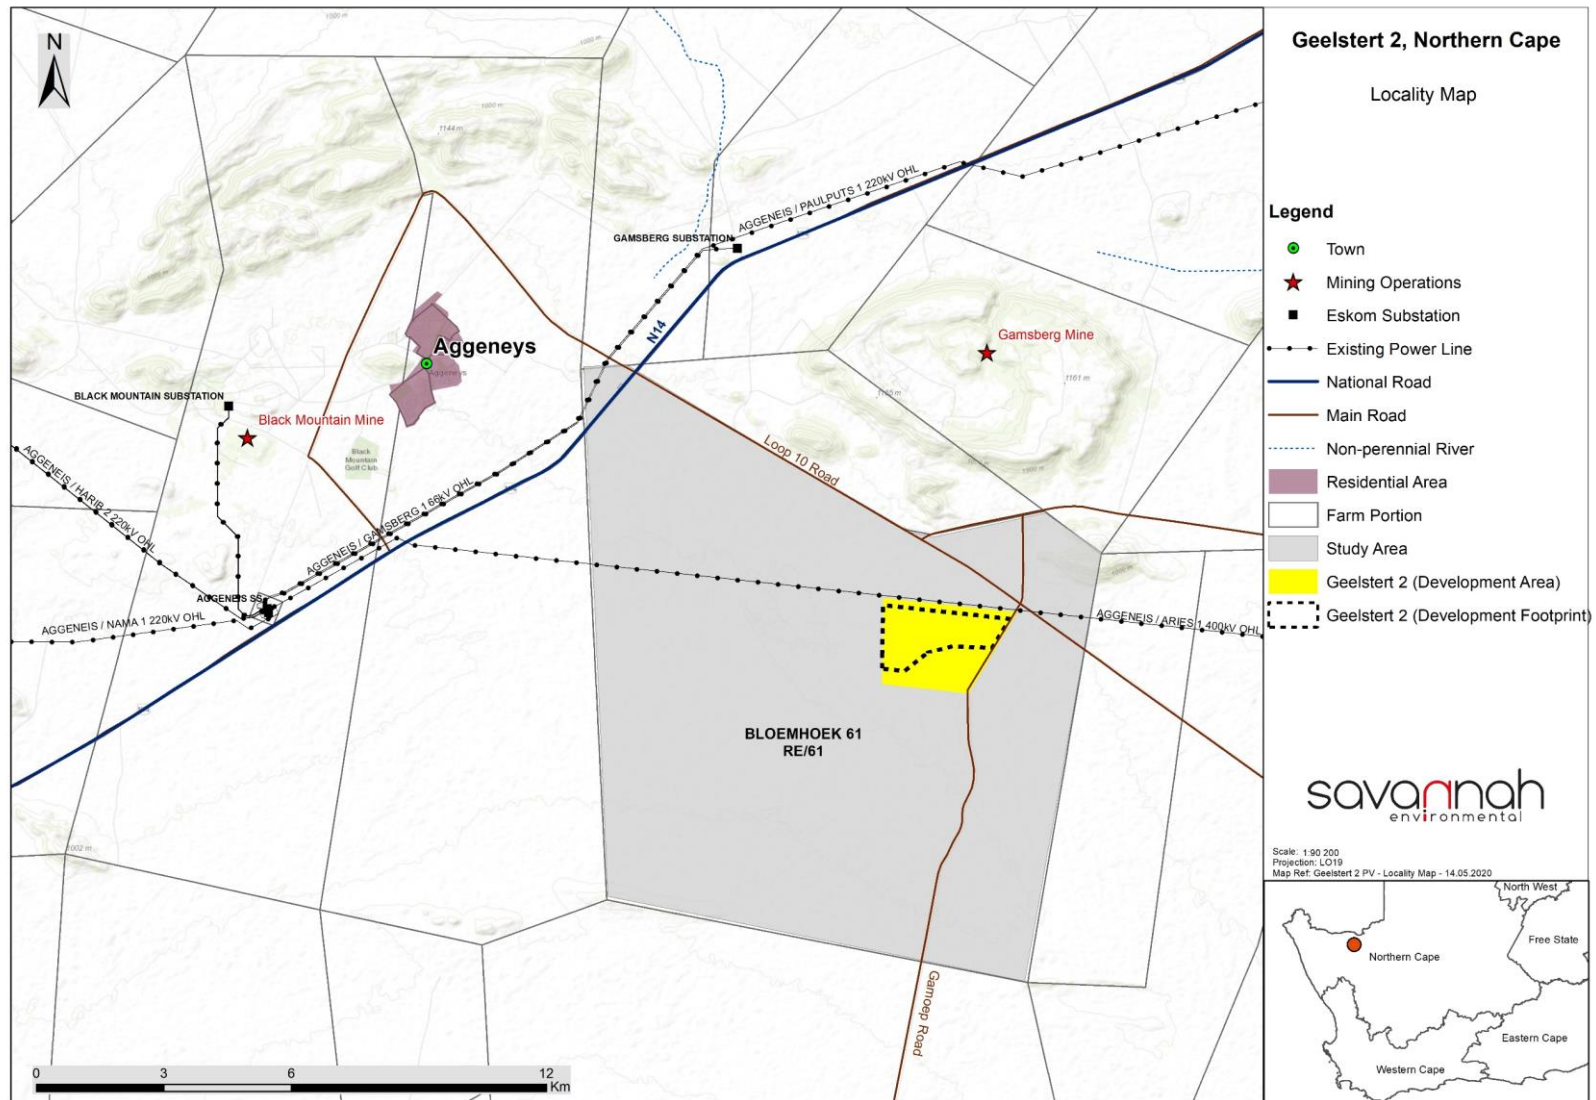 Geelstert 2, Northern Cape
Locality Map
Legend
Town
Mining Operations
Eskom Substation
Existing Power Line
National Road
Main Road
Non-perennial River
Residential Area
Farm Portion
Study Area
Geelstert 2 (Development Area)
Geelstert 2 (Development Footprint)
savannah
environmental
Scale: 1:90 200
Projection: LO19
Map Ref: Geelstert 2 PV - Locality Map - 14.05.2020
North West
Free State
Northern Cape
Eastern Cape
Western Cape
N
1144 m
AGGENEIS / PAULPUTS 1 220kV OHL
GAMSBERG SUBSTATION
N14
Gamsberg Mine
1161 m
Aggeneys
Aggeneys
BLACK MOUNTAIN SUBSTATION
Black Mountain Mine
Black
Mountain
Golf Club
Loop 10 Road
AGGENEIS / HARIB 2 220kV OHL
AGGENEIS / GAMSBERG 1 66kV OHL
AGGENEIS SS
AGGENEIS / NAMA 1 220kV OHL
AGGENEIS / ARIES 1 400kV OHL
BLOEMHOEK 61
RE/61
1002 m
Gamoep Road
0 3 6 12
Km